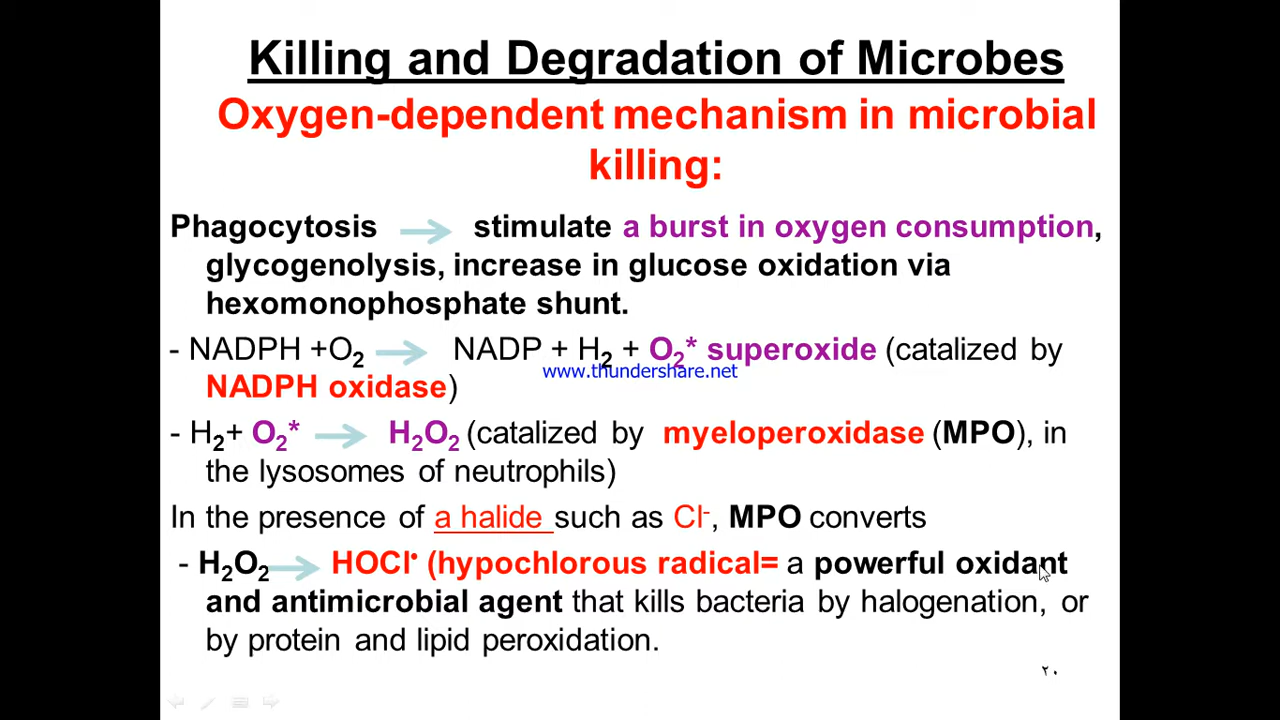 Killing and Degradation of Microbes
Oxygen-dependent mechanism in microbial
killing:
Phagocytosis → stimulate a burst in oxygen consumption,
glycogenolysis, increase in glucose oxidation via
hexomonophosphate shunt.
- NADPH +O₂ → NADP + H₂ + O₂* superoxide (catalized by
www.thundershare.net
NADPH oxidase)
- H₂+ O₂* → H₂O₂ (catalized by myeloperoxidase (MPO), in
the lysosomes of neutrophils)
In the presence of a halide such as Cl⁻, MPO converts
- H₂O₂ → HOCl• (hypochlorous radical= a powerful oxidant
and antimicrobial agent that kills bacteria by halogenation, or
by protein and lipid peroxidation.
٢٠